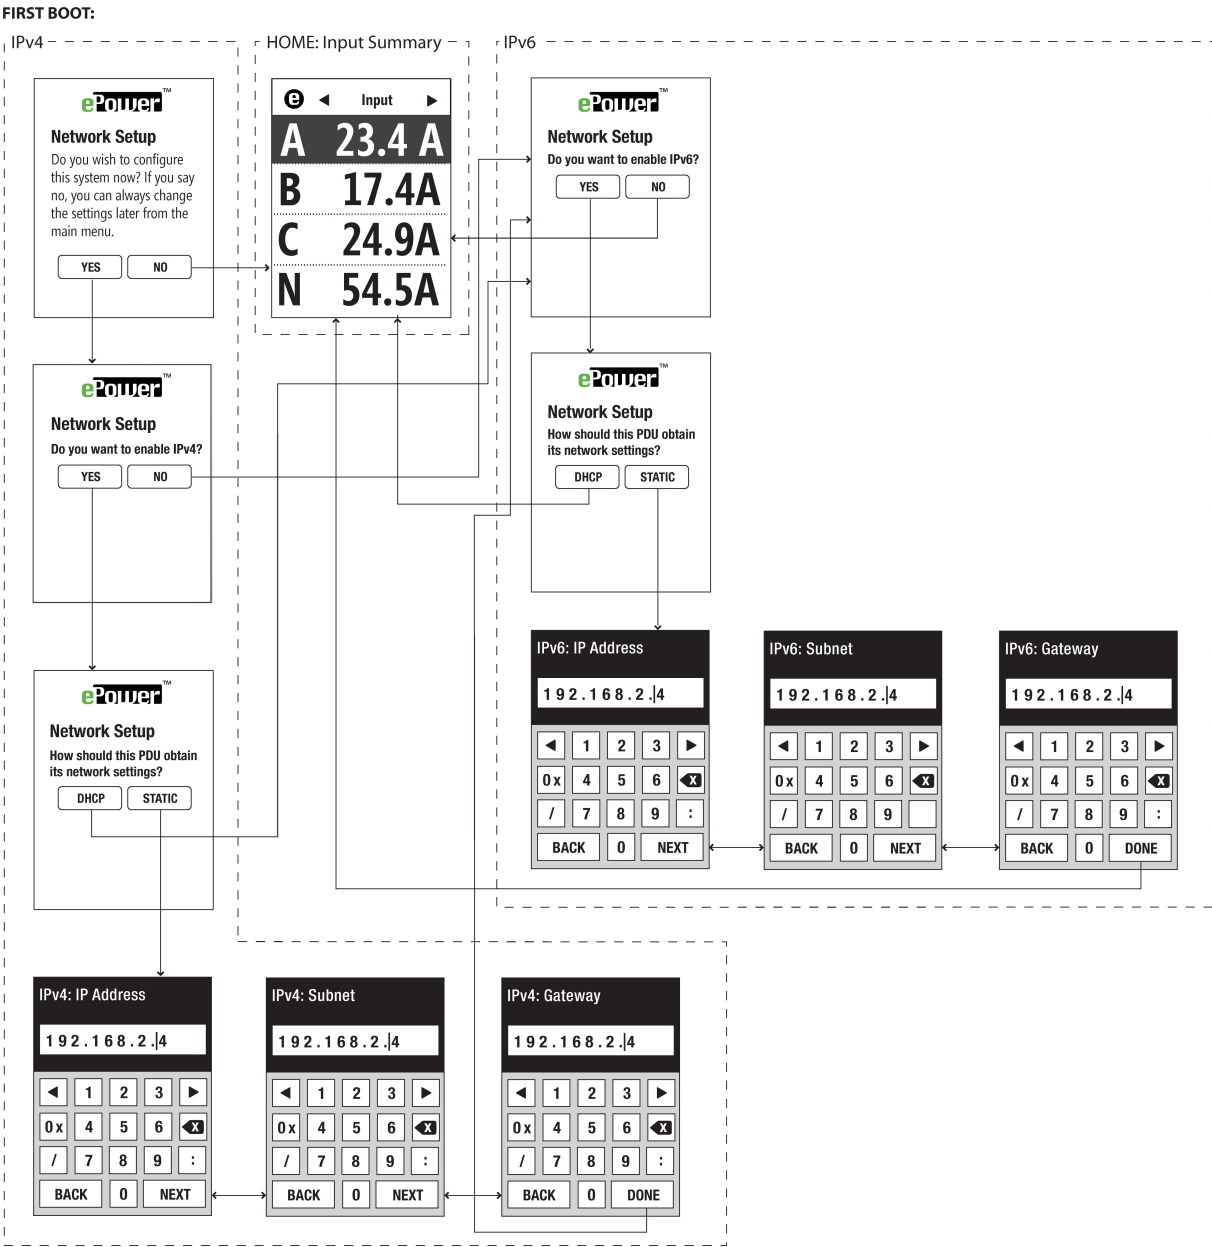 FIRST BOOT:
IPv4
ePower™
Network Setup
Do you wish to configure
this system now? If you say
no, you can always change
the settings later from the
main menu.
YES NO
ePower™
Network Setup
Do you want to enable IPv4?
YES NO
ePower™
Network Setup
How should this PDU obtain
its network settings?
DHCP STATIC
IPv4: IP Address
192.168.2.|4
◀ 1 2 3 ▶
0x 4 5 6 X
/ 7 8 9 :
BACK 0 NEXT
IPv4: Subnet
192.168.2.|4
◀ 1 2 3 ▶
0x 4 5 6 X
/ 7 8 9 :
BACK 0 NEXT
IPv4: Gateway
192.168.2.|4
◀ 1 2 3 ▶
0x 4 5 6 X
/ 7 8 9 :
BACK 0 DONE
HOME: Input Summary
e ◀ Input ▶
A 23.4 A
B 17.4A
C 24.9A
N 54.5A
IPv6
ePower™
Network Setup
Do you want to enable IPv6?
YES NO
ePower™
Network Setup
How should this PDU obtain
its network settings?
DHCP STATIC
IPv6: IP Address
192.168.2.|4
◀ 1 2 3 ▶
0x 4 5 6 X
/ 7 8 9 :
BACK 0 NEXT
IPv6: Subnet
192.168.2.|4
◀ 1 2 3 ▶
0x 4 5 6 X
/ 7 8 9
BACK 0 NEXT
IPv6: Gateway
192.168.2.|4
◀ 1 2 3 ▶
0x 4 5 6 X
/ 7 8 9 :
BACK 0 DONE